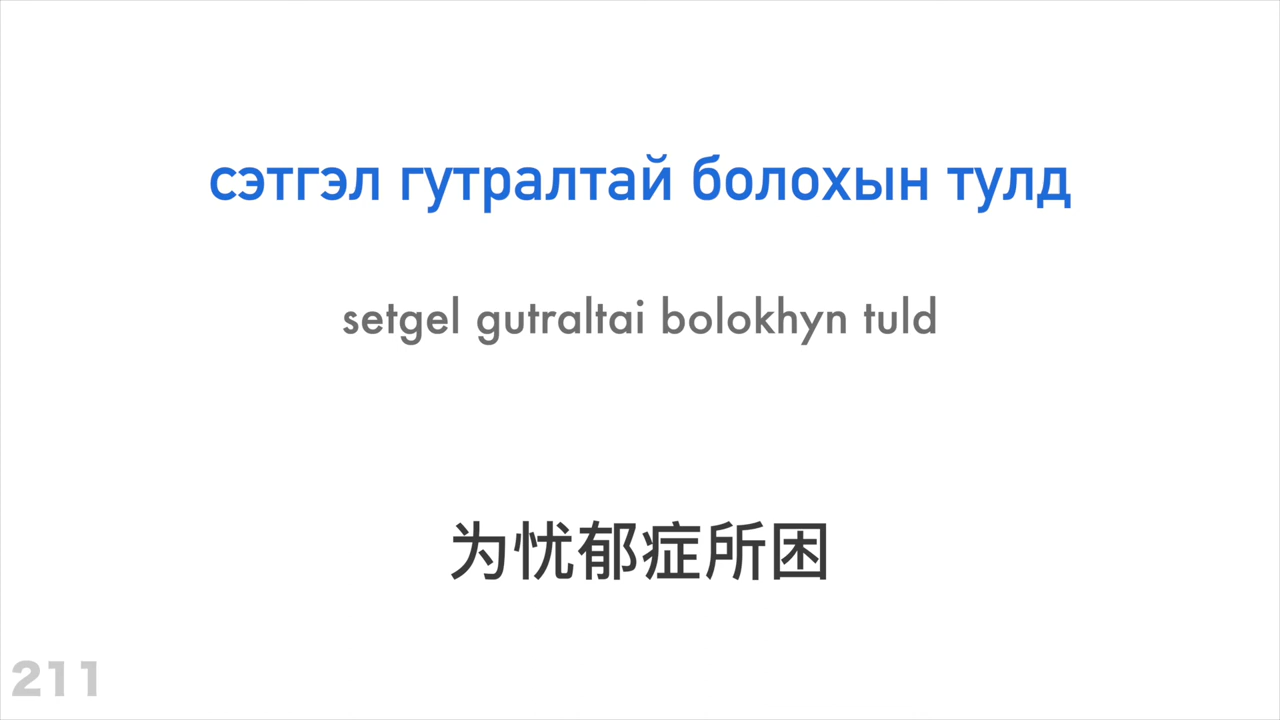 сэтгэл гутралтай болохын тулд
setgel gutraltai bolokhyn tuld
为忧郁症所困
211